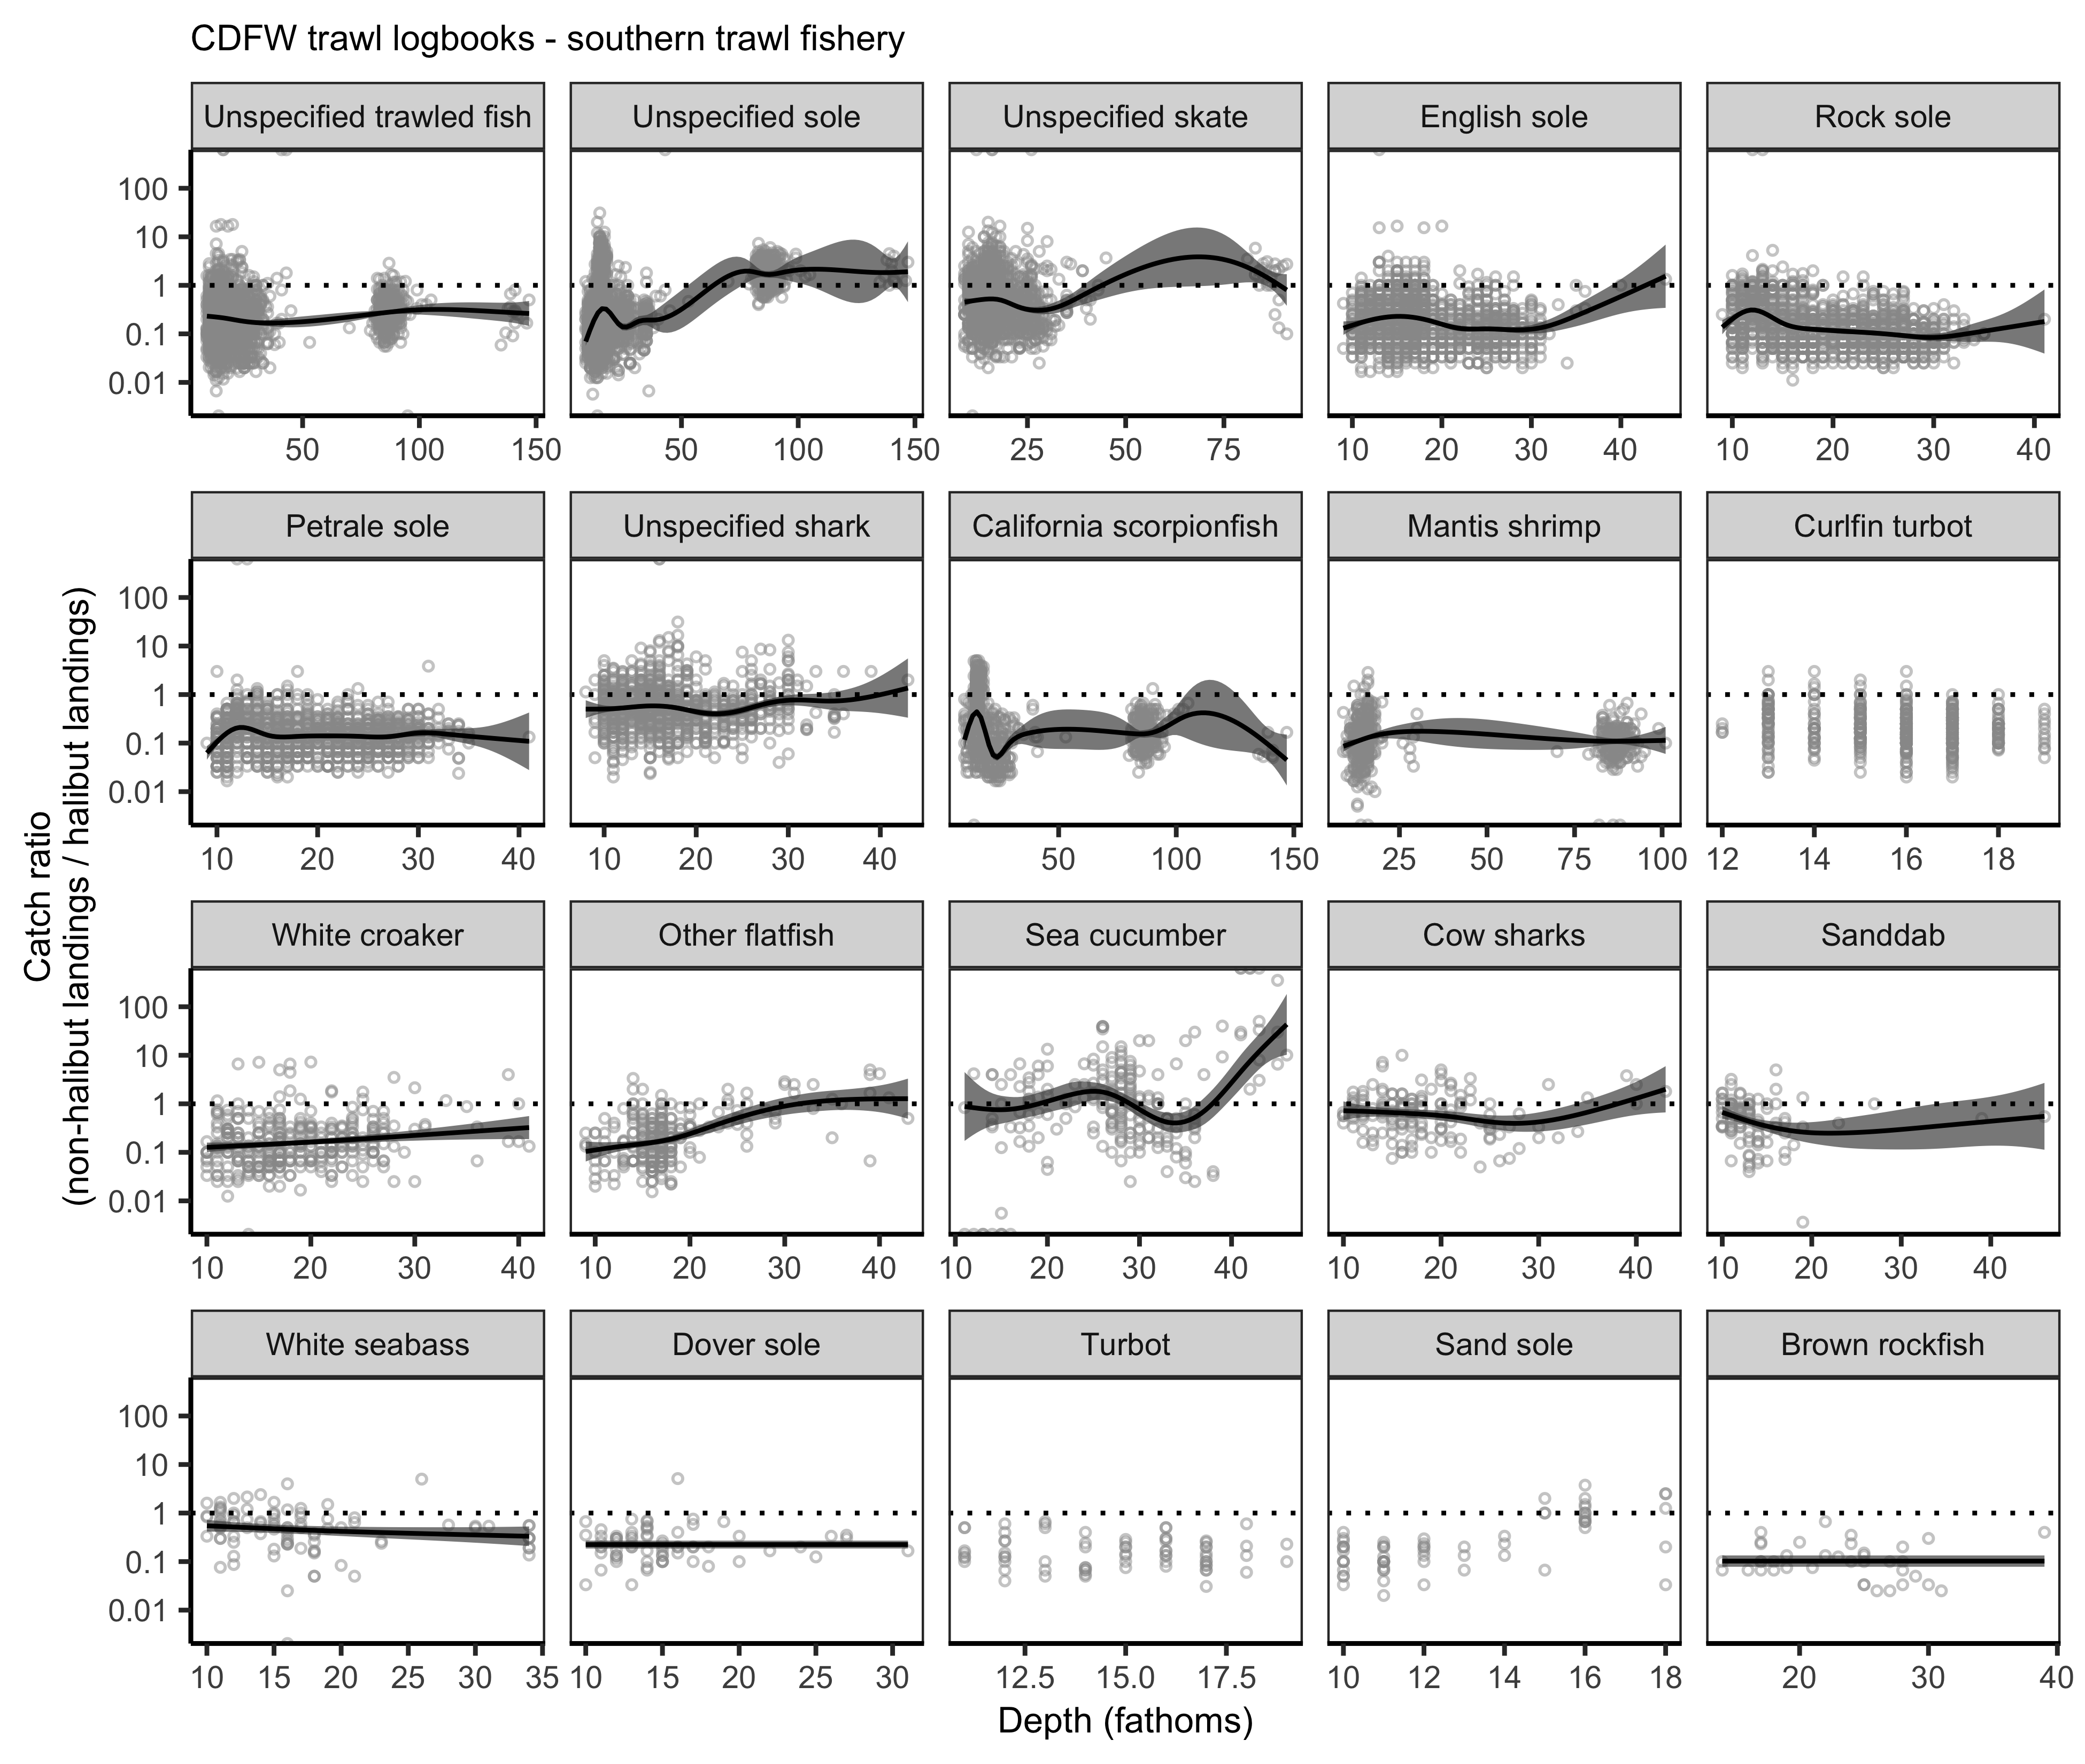 CDFW trawl logbooks - southern trawl fishery
Unspecified trawled fish
Unspecified sole
Unspecified skate
English sole
Rock sole
100
10
1
0.1
0.01
50 100 150
50 100 150
25 50 75
10 20 30 40
10 20 30 40
Petrale sole
Unspecified shark
California scorpionfish
Mantis shrimp
Curlfin turbot
100
10
1
0.1
0.01
10 20 30 40
10 20 30 40
50 100 150
25 50 75 100
12 14 16 18
Catch ratio
(non-halibut landings / halibut landings)
White croaker
Other flatfish
Sea cucumber
Cow sharks
Sanddab
100
10
1
0.1
0.01
10 20 30 40
10 20 30 40
10 20 30 40
10 20 30 40
10 20 30 40
White seabass
Dover sole
Turbot
Sand sole
Brown rockfish
100
10
1
0.1
0.01
10 15 20 25 30 35
10 15 20 25 30
12.5 15.0 17.5
10 12 14 16 18
20 30 40
Depth (fathoms)